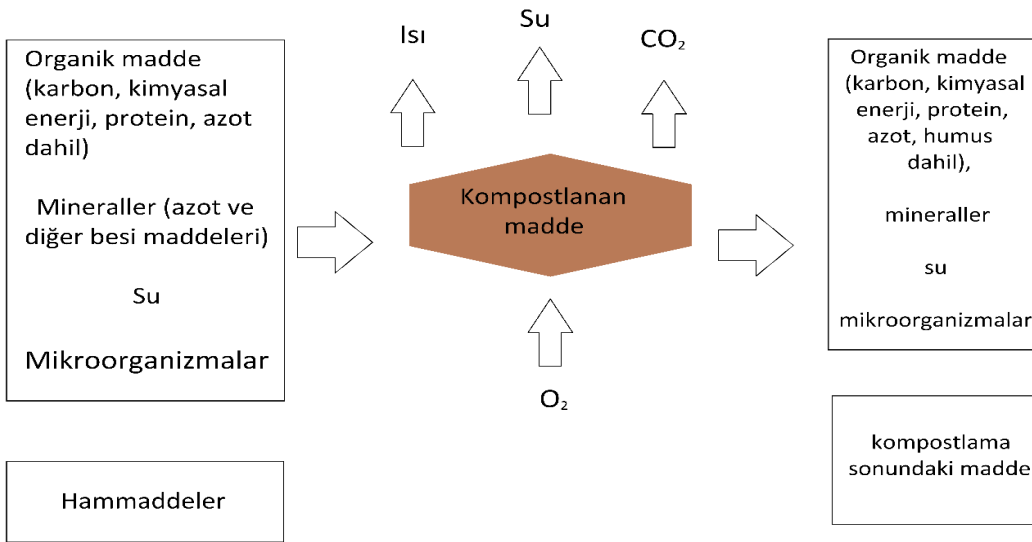 Organik madde
(karbon, kimyasal
enerji, protein, azot
dahil)
Mineraller (azot ve
diğer besi maddeleri)
Su
Mikroorganizmalar
Hammaddeler
Isı
Su
CO₂
Kompostlanan
madde
O₂
Organik madde
(karbon, kimyasal
enerji, protein,
azot, humus
dahil),
mineraller
su
mikroorganizmalar
kompostlama
sonundaki madde